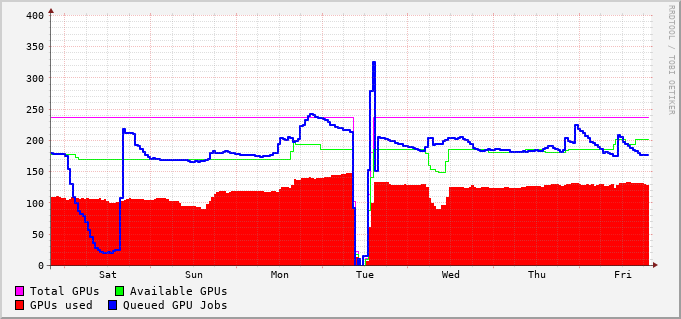 400
350
300
250
200
150
100
50
0
Sat Sun Mon Tue Wed Thu Fri
Total GPUs Available GPUs
GPUs used Queued GPU Jobs
RRDTOOL / TOBI OETIKER